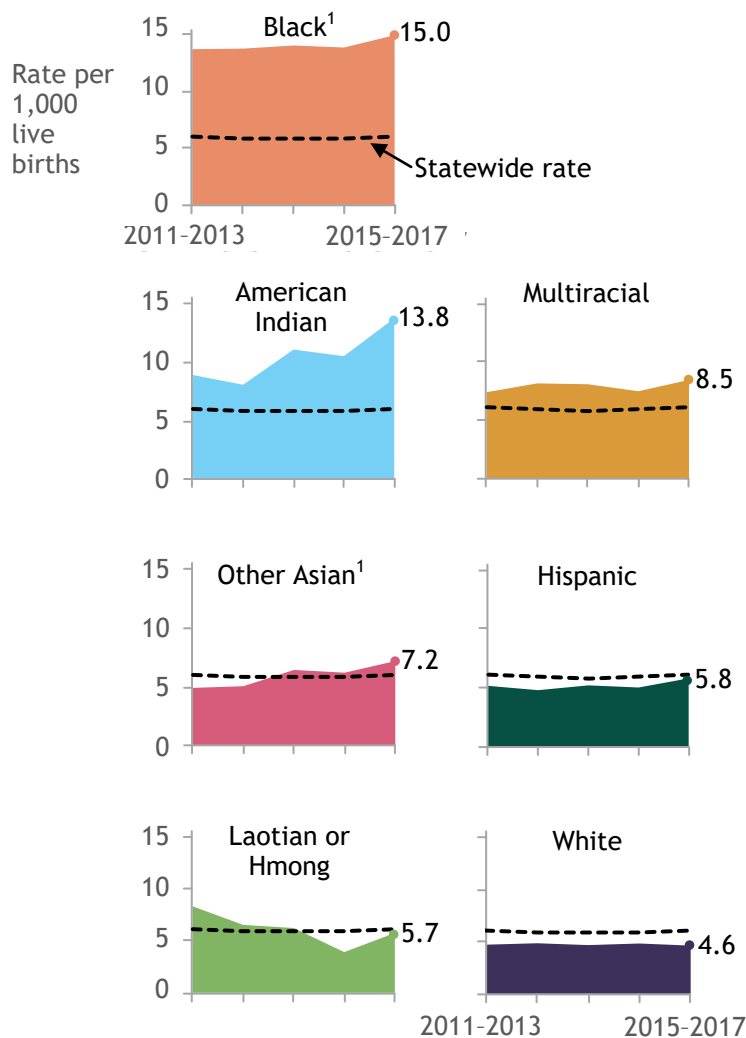 Black¹
15.0
15
10
5
0
Rate per
1,000
live
births
Statewide rate
2011-2013
2015-2017
American
Indian
13.8
15
10
5
0
Multiracial
8.5
Other Asian¹
7.2
15
10
5
0
Hispanic
5.8
Laotian or
Hmong
5.7
15
10
5
0
White
4.6
2011-2013
2015-2017